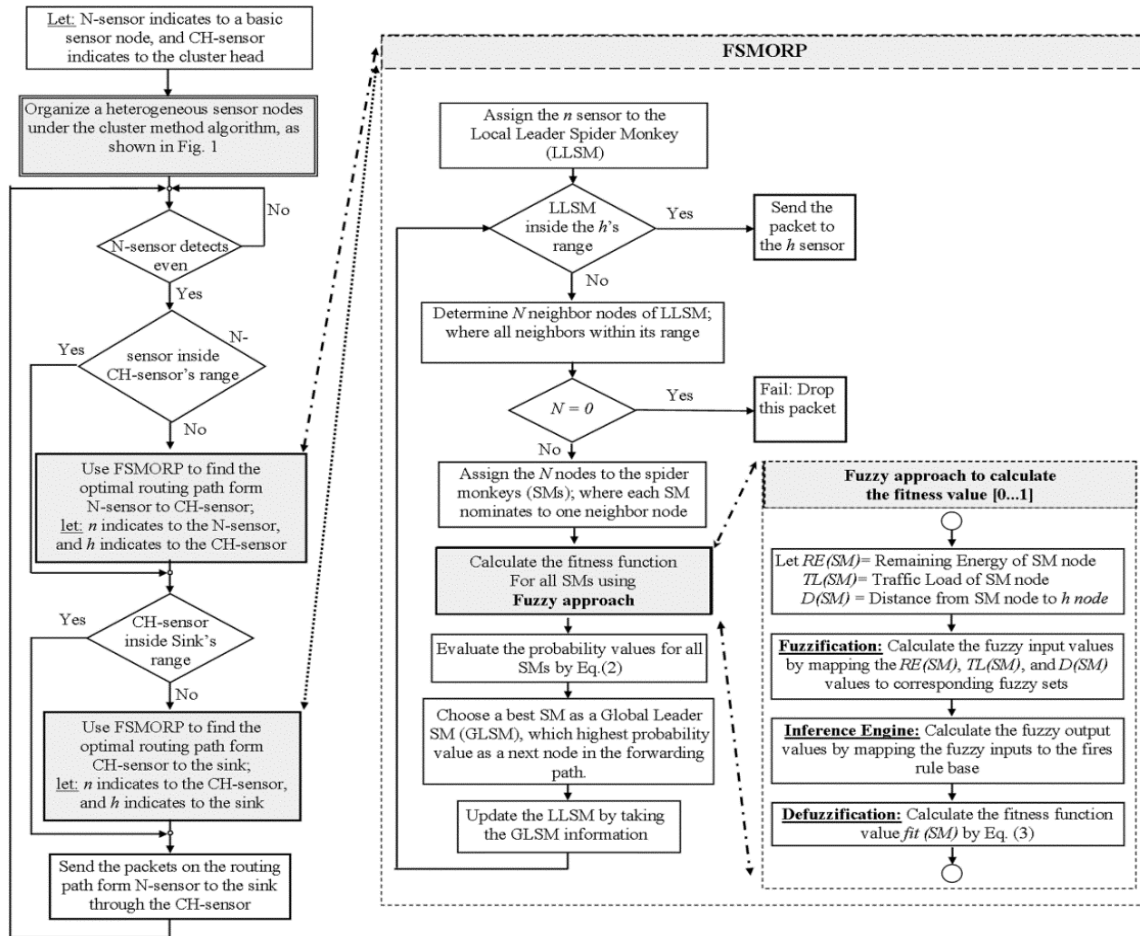 Let: N-sensor indicates to a basic
sensor node, and CH-sensor
indicates to the cluster head
Organize a heterogeneous sensor nodes
under the cluster method algorithm, as
shown in Fig. 1
No
N-sensor detects
even
Yes
N-
sensor inside
CH-sensor's range
Yes
No
Use FSMORP to find the
optimal routing path form
N-sensor to CH-sensor;
let: n indicates to the N-sensor,
and h indicates to the CH-sensor
Yes
CH-sensor
inside Sink's
range
No
Use FSMORP to find the
optimal routing path form
CH-sensor to the sink;
let: n indicates to the CH-sensor,
and h indicates to the sink
Send the packets on the routing
path form N-sensor to the sink
through the CH-sensor
FSMORP
Assign the n sensor to the
Local Leader Spider Monkey
(LLSM)
LLSM
inside the h's
range
Yes
Send the
packet to
the h sensor
No
Determine N neighbor nodes of LLSM;
where all neighbors within its range
N = 0
Yes
Fail: Drop
this packet
No
Assign the N nodes to the spider
monkeys (SMs); where each SM
nominates to one neighbor node
Calculate the fitness function
For all SMs using
Fuzzy approach
Evaluate the probability values for all
SMs by Eq.(2)
Choose a best SM as a Global Leader
SM (GLSM), which highest probability
value as a next node in the forwarding
path.
Update the LLSM by taking
the GLSM information
Fuzzy approach to calculate
the fitness value [0...1]
Let RE(SM)= Remaining Energy of SM node
TL(SM)= Traffic Load of SM node
D(SM) = Distance from SM node to h node
Fuzzification: Calculate the fuzzy input values
by mapping the RE(SM), TL(SM), and D(SM)
values to corresponding fuzzy sets
Inference Engine: Calculate the fuzzy output
values by mapping the fuzzy inputs to the fires
rule base
Defuzzification: Calculate the fitness function
value fit (SM) by Eq. (3)